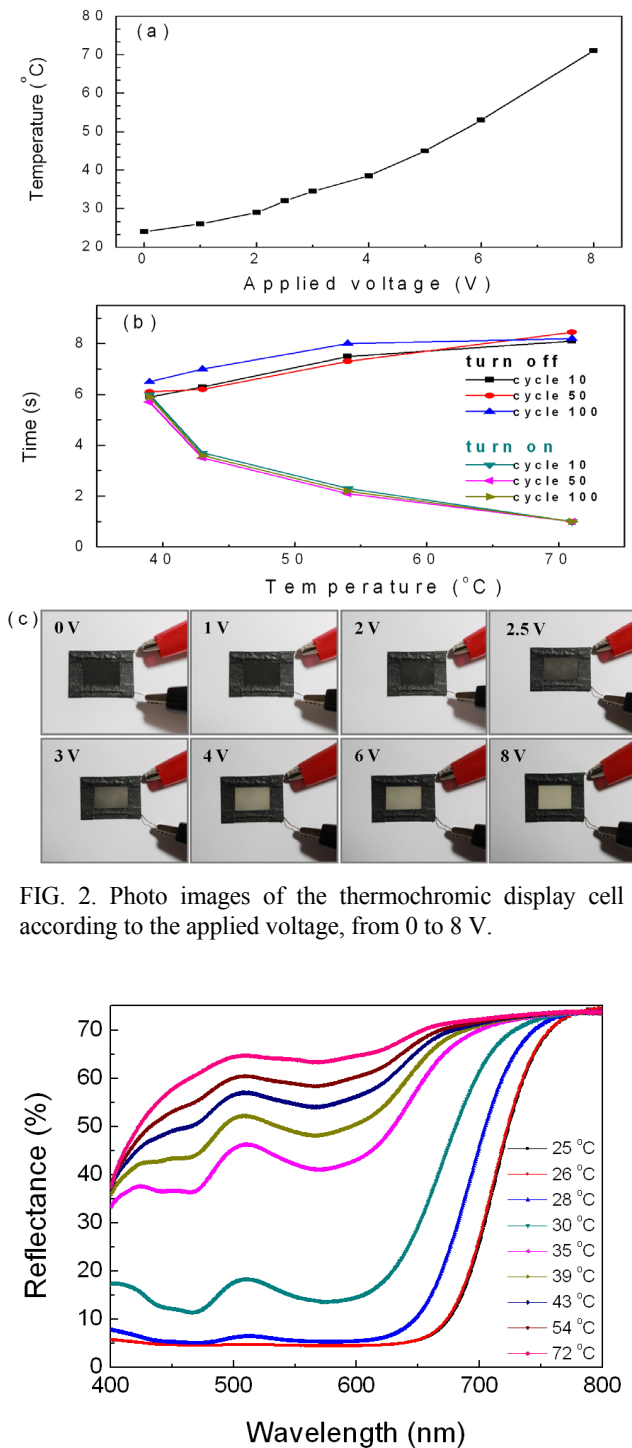 (a)
80
70
60
50
40
30
20
Temperature (°C)
0 2 4 6 8
Applied voltage (V)
(b)
8
6
4
2
0
Time (s)
turn off
cycle 10
cycle 50
cycle 100
turn on
cycle 10
cycle 50
cycle 100
40 50 60 70
Temperature (°C)
(c)
0 V 1 V 2 V 2.5 V
3 V 4 V 6 V 8 V
FIG. 2. Photo images of the thermochromic display cell
according to the applied voltage, from 0 to 8 V.
70
60
50
40
30
20
10
0
Reflectance (%)
25 °C
26 °C
28 °C
30 °C
35 °C
39 °C
43 °C
54 °C
72 °C
400 500 600 700 800
Wavelength (nm)